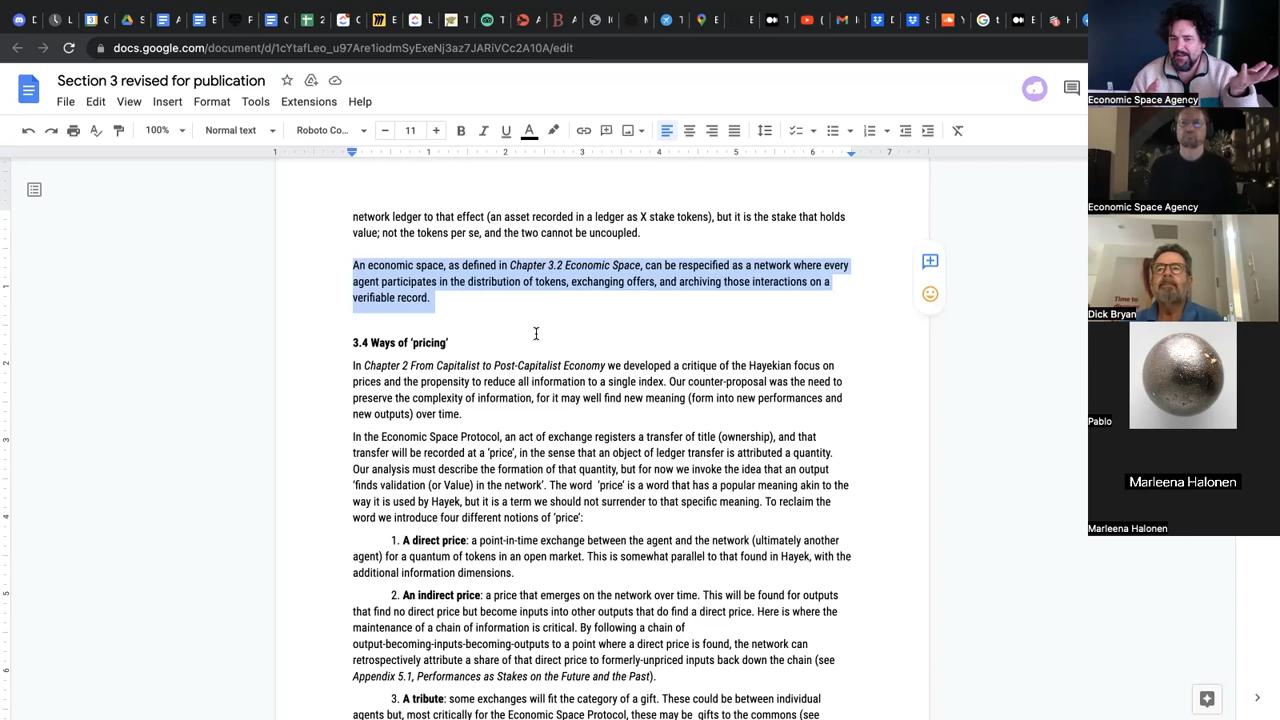 docs.google.com/document/d/1cYtafLeo_u97Are1iodmSyExeNj3az7JARiVCc2A10A/edit
Section 3 revised for publication
File Edit View Insert Format Tools Extensions Help
100% Normal text Roboto Co... 11
1 1 2 3 4 5 6 7
network ledger to that effect (an asset recorded in a ledger as X stake tokens), but it is the stake that holds
value; not the tokens per se, and the two cannot be uncoupled.
An economic space, as defined in Chapter 3.2 Economic Space, can be respecified as a network where every
agent participates in the distribution of tokens, exchanging offers, and archiving those interactions on a
verifiable record.
3.4 Ways of ‘pricing’
In Chapter 2 From Capitalist to Post-Capitalist Economy we developed a critique of the Hayekian focus on
prices and the propensity to reduce all information to a single index. Our counter-proposal was the need to
preserve the complexity of information, for it may well find new meaning (form into new performances and
new outputs) over time.
In the Economic Space Protocol, an act of exchange registers a transfer of title (ownership), and that
transfer will be recorded at a ‘price’, in the sense that an object of ledger transfer is attributed a quantity.
Our analysis must describe the formation of that quantity, but for now we invoke the idea that an output
‘finds validation (or Value) in the network’. The word ‘price’ is a word that has a popular meaning akin to the
way it is used by Hayek, but it is a term we should not surrender to that specific meaning. To reclaim the
word we introduce four different notions of ‘price’:
1. A direct price: a point-in-time exchange between the agent and the network (ultimately another
agent) for a quantum of tokens in an open market. This is somewhat parallel to that found in Hayek, with the
additional information dimensions.
2. An indirect price: a price that emerges on the network over time. This will be found for outputs
that find no direct price but become inputs into other outputs that do find a direct price. Here is where the
maintenance of a chain of information is critical. By following a chain of
output-becoming-inputs-becoming-outputs to a point where a direct price is found, the network can
retrospectively attribute a share of that direct price to formerly-unpriced inputs back down the chain (see
Appendix 5.1, Performances as Stakes on the Future and the Past).
3. A tribute: some exchanges will fit the category of a gift. These could be between individual
agents but, most critically for the Economic Space Protocol, these may be gifts to the commons (see
Economic Space Agency
Economic Space Agency
Dick Bryan
Pablo
Marleena Halonen
Marleena Halonen